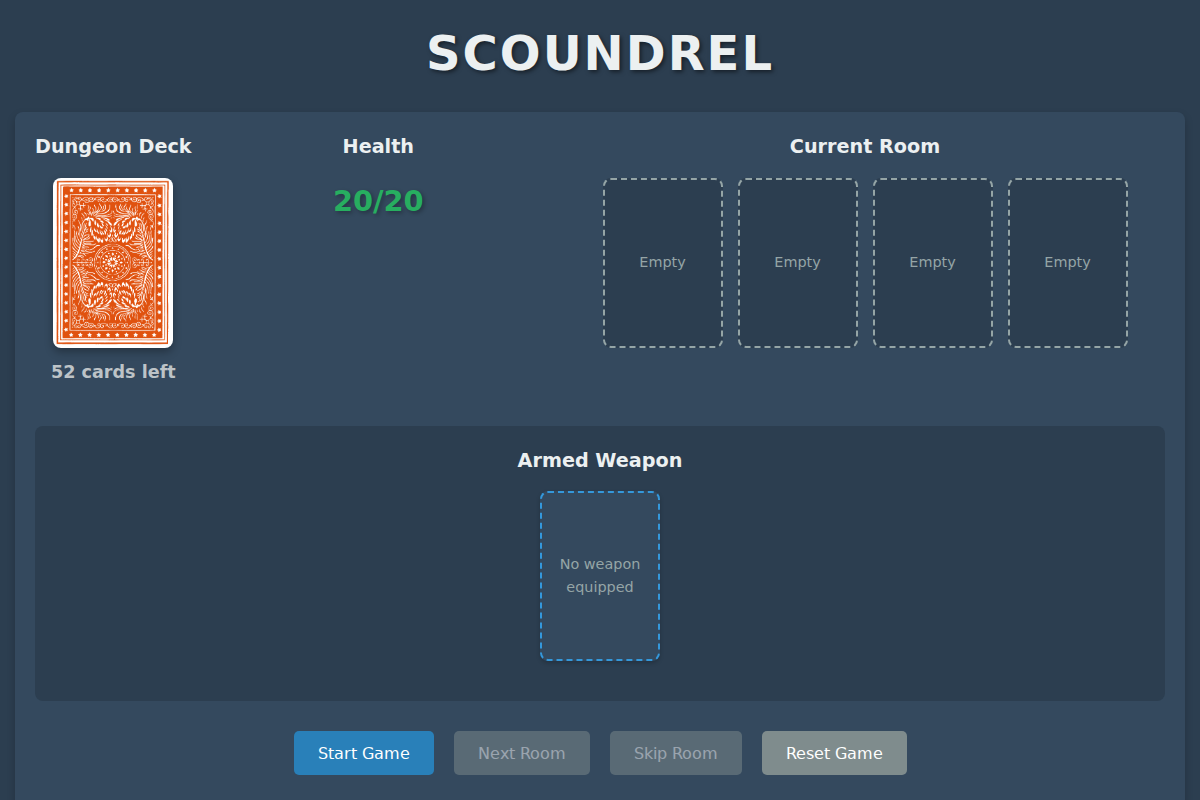 SCOUNDREL
Dungeon Deck
Health
Current Room
20/20
Empty
Empty
Empty
Empty
52 cards left
Armed Weapon
No weapon
equipped
Start Game
Next Room
Skip Room
Reset Game